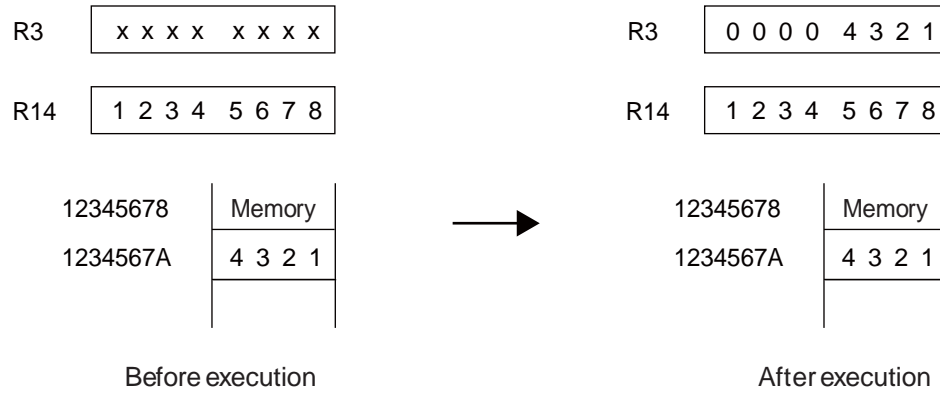 R3 x x x x x x x x R3 0 0 0 0 4 3 2 1
R14 1 2 3 4 5 6 7 8 R14 1 2 3 4 5 6 7 8
12345678 Memory 12345678 Memory
1234567A 4 3 2 1 1234567A 4 3 2 1
Before execution After execution